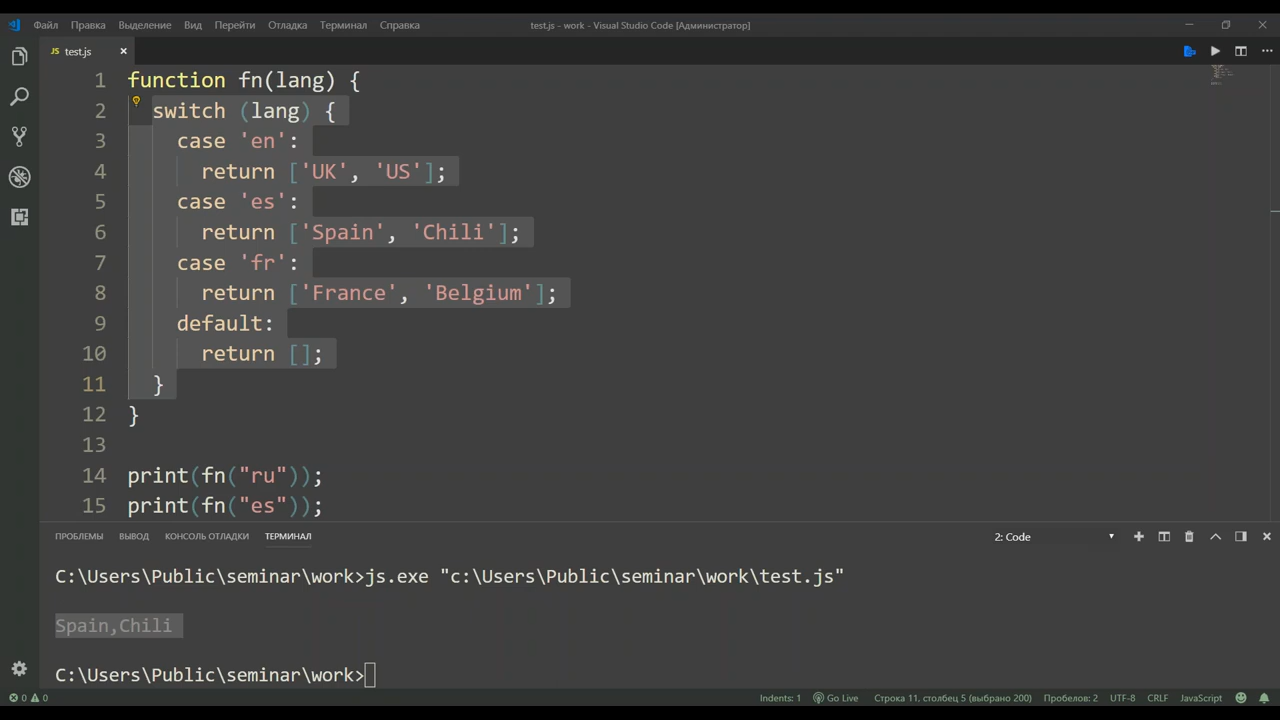 Файл Правка Выделение Вид Перейти Отладка Терминал Справка test.js - work - Visual Studio Code [Администратор]
JS test.js
1 function fn(lang) {
2 switch (lang) {
3 case 'en':
4 return ['UK', 'US'];
5 case 'es':
6 return ['Spain', 'Chili'];
7 case 'fr':
8 return ['France', 'Belgium'];
9 default:
10 return [];
11 }
12 }
13
14 print(fn("ru"));
15 print(fn("es"));
ПРОБЛЕМЫ ВЫВОД КОНСОЛЬ ОТЛАДКИ ТЕРМИНАЛ 2: Code
C:\Users\Public\seminar\work>js.exe "c:\Users\Public\seminar\work\test.js"
Spain,Chili
C:\Users\Public\seminar\work>
0 0 Indents: 1 Go Live Строка 11, столбец 5 (выбрано 200) Пробелов: 2 UTF-8 CRLF JavaScript